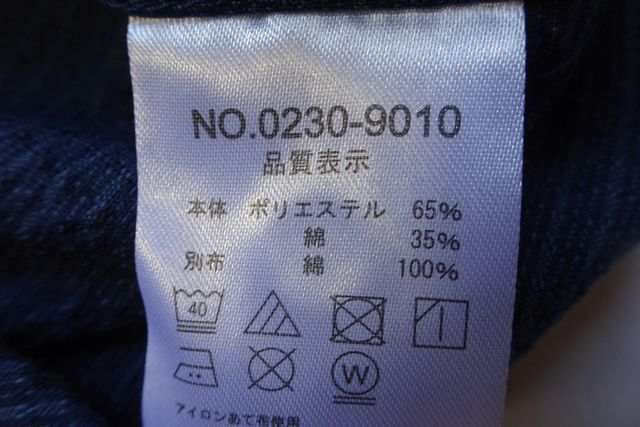 NO.0230-9010
品質表示
本体 ポリエステル 65%
綿 35%
別布 綿 100%
40
W
アイロンあて布使用